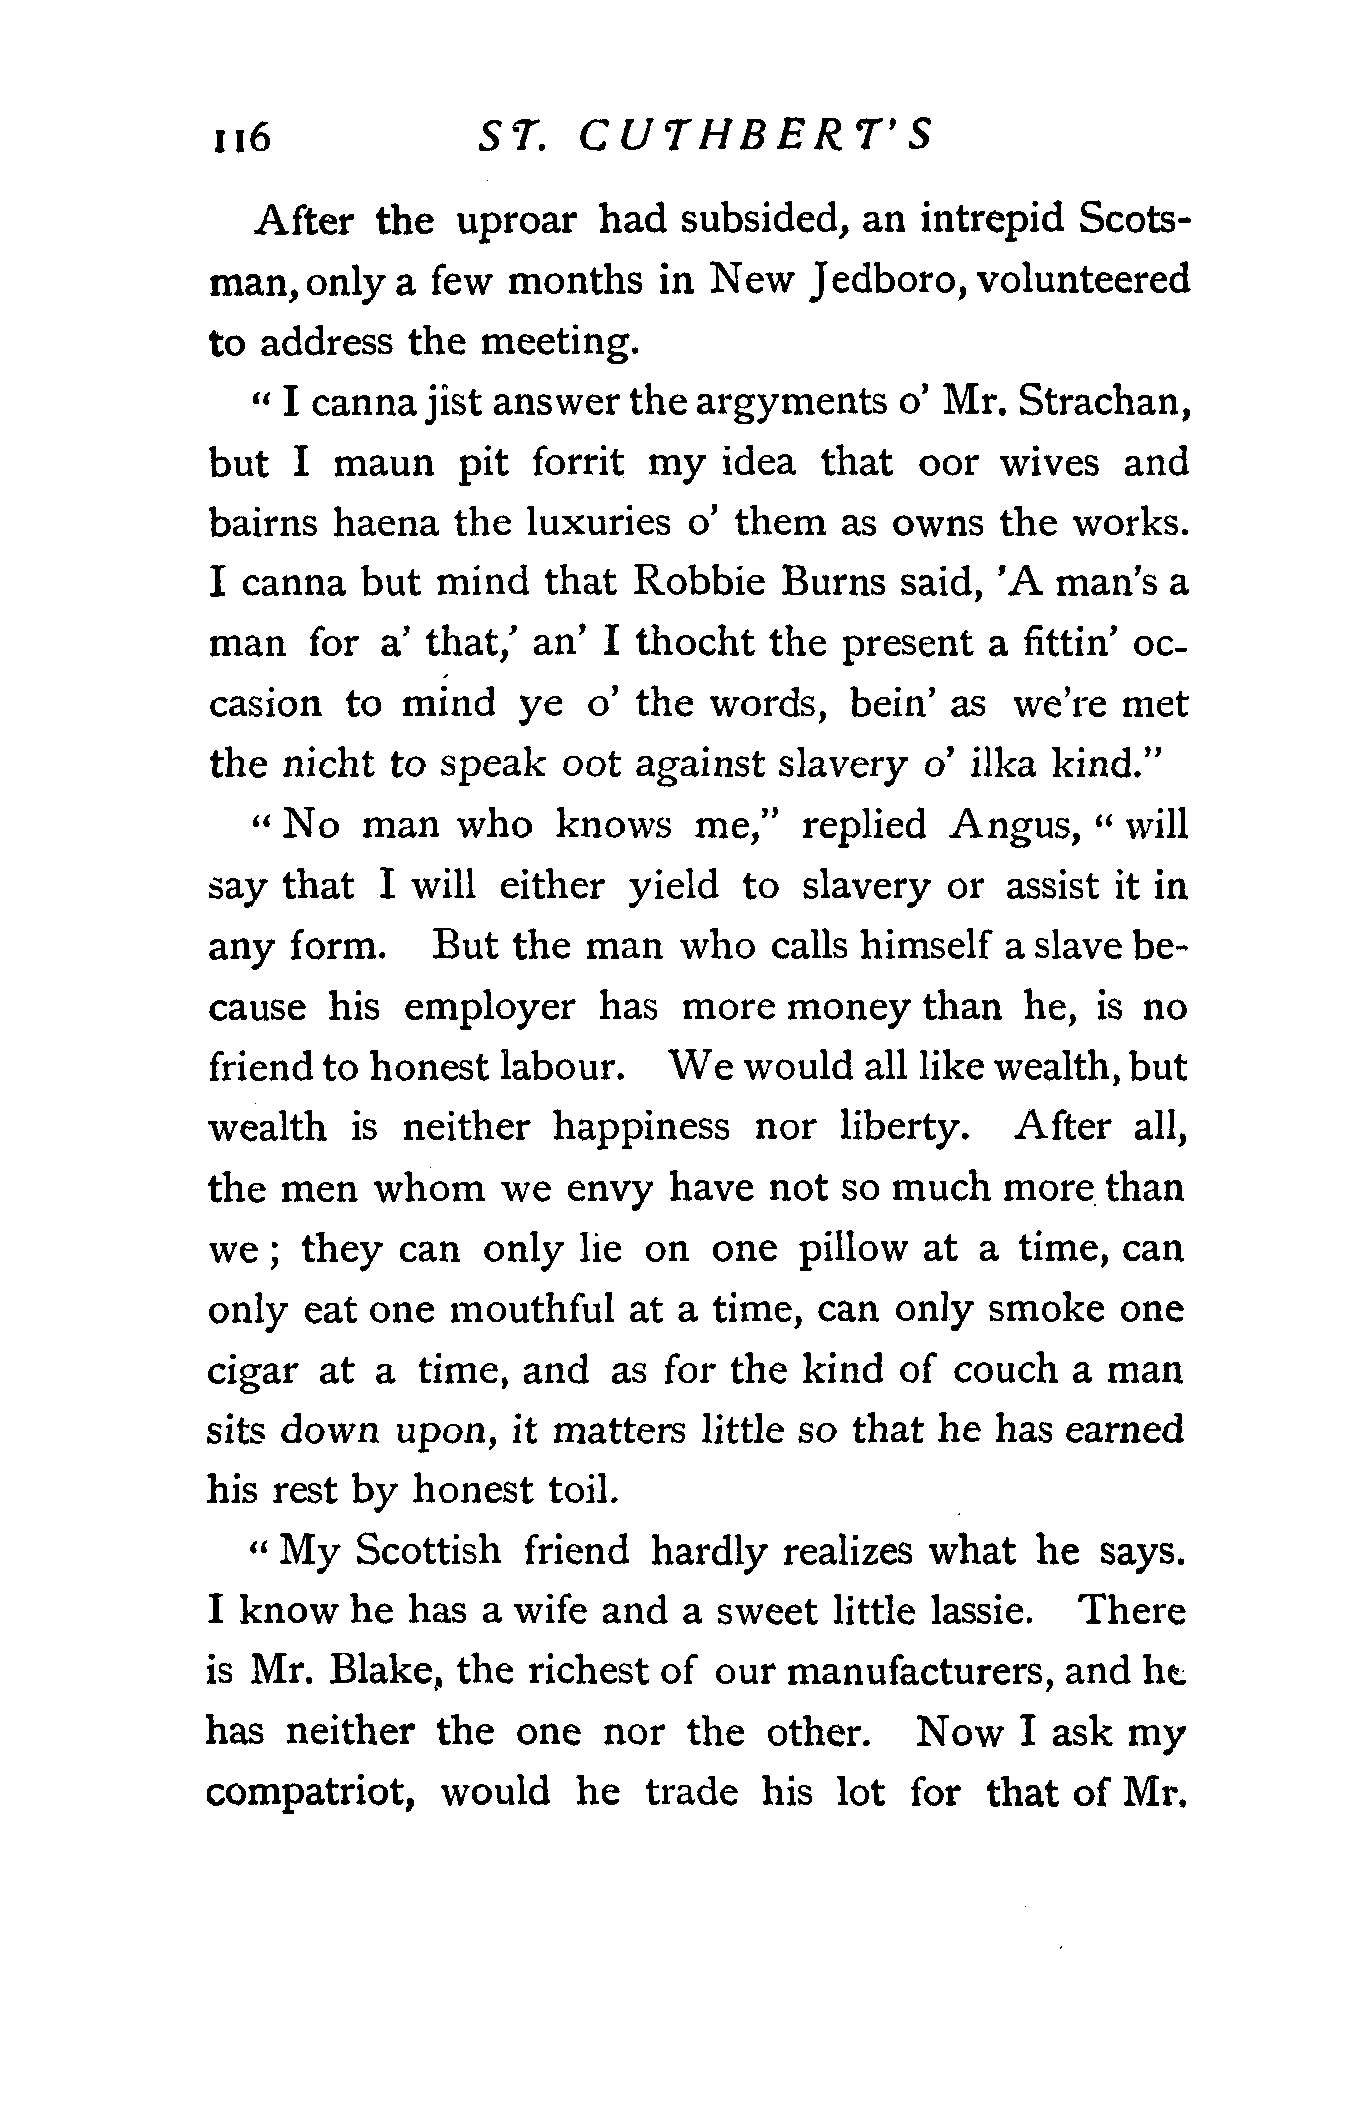 116 ST. CUTHBERT'S
After the uproar had subsided, an intrepid Scots-
man, only a few months in New Jedboro, volunteered
to address the meeting.
“ I canna jist answer the argyments o’ Mr. Strachan,
but I maun pit forrit my idea that oor wives and
bairns haena the luxuries o’ them as owns the works.
I canna but mind that Robbie Burns said, ’A man’s a
man for a’ that,’ an’ I thocht the present a fittin’ oc-
casion to mind ye o’ the words, bein’ as we’re met
the nicht to speak oot against slavery o’ ilka kind.”
“ No man who knows me,” replied Angus, “ will
say that I will either yield to slavery or assist it in
any form. But the man who calls himself a slave be-
cause his employer has more money than he, is no
friend to honest labour. We would all like wealth, but
wealth is neither happiness nor liberty. After all,
the men whom we envy have not so much more than
we ; they can only lie on one pillow at a time, can
only eat one mouthful at a time, can only smoke one
cigar at a time, and as for the kind of couch a man
sits down upon, it matters little so that he has earned
his rest by honest toil.
“ My Scottish friend hardly realizes what he says.
I know he has a wife and a sweet little lassie. There
is Mr. Blake, the richest of our manufacturers, and he
has neither the one nor the other. Now I ask my
compatriot, would he trade his lot for that of Mr.